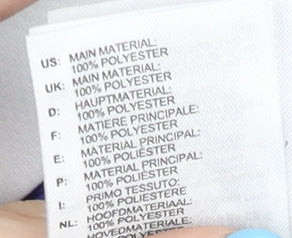 US: MAIN MATERIAL:
100% POLYESTER
UK: MAIN MATERIAL:
100% POLYESTER
D: HAUPTMATERIAL:
100% POLYESTER
F: MATIERE PRINCIPALE:
100% POLYESTER
E: MATERIAL PRINCIPAL:
100% POLIÉSTER
P: MATERIAL PRINCIPAL:
100% POLIÉSTER
I: PRIMO TESSUTO:
100% POLIESTERE
NL: HOOFDMATERIAAL:
100% POLYESTER
HOVEDMATERIALE: